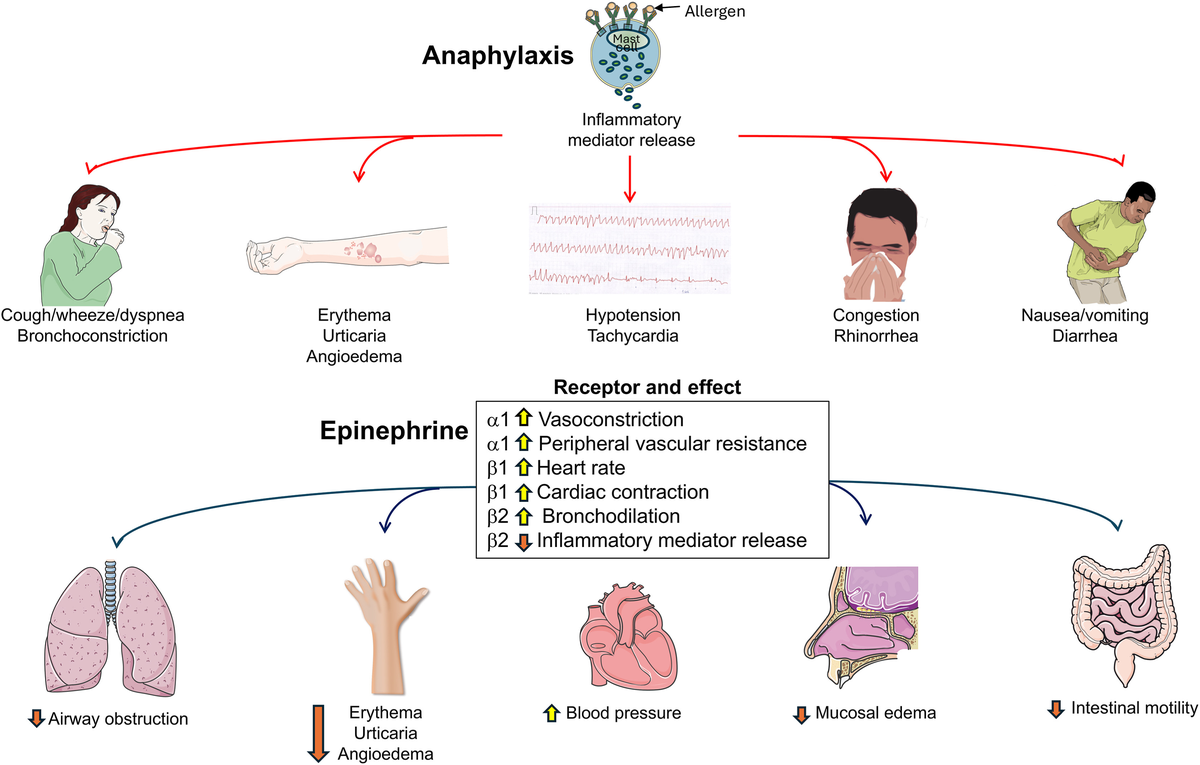 Allergen
Mast
cell
Anaphylaxis
Inflammatory
mediator release
Cough/wheeze/dyspnea
Bronchoconstriction
Erythema
Urticaria
Angioedema
Hypotension
Tachycardia
Congestion
Rhinorrhea
Nausea/vomiting
Diarrhea
Receptor and effect
Epinephrine
α1 Vasoconstriction
α1 Peripheral vascular resistance
β1 Heart rate
β1 Cardiac contraction
β2 Bronchodilation
β2 Inflammatory mediator release
Airway obstruction
Erythema
Urticaria
Angioedema
Blood pressure
Mucosal edema
Intestinal motility